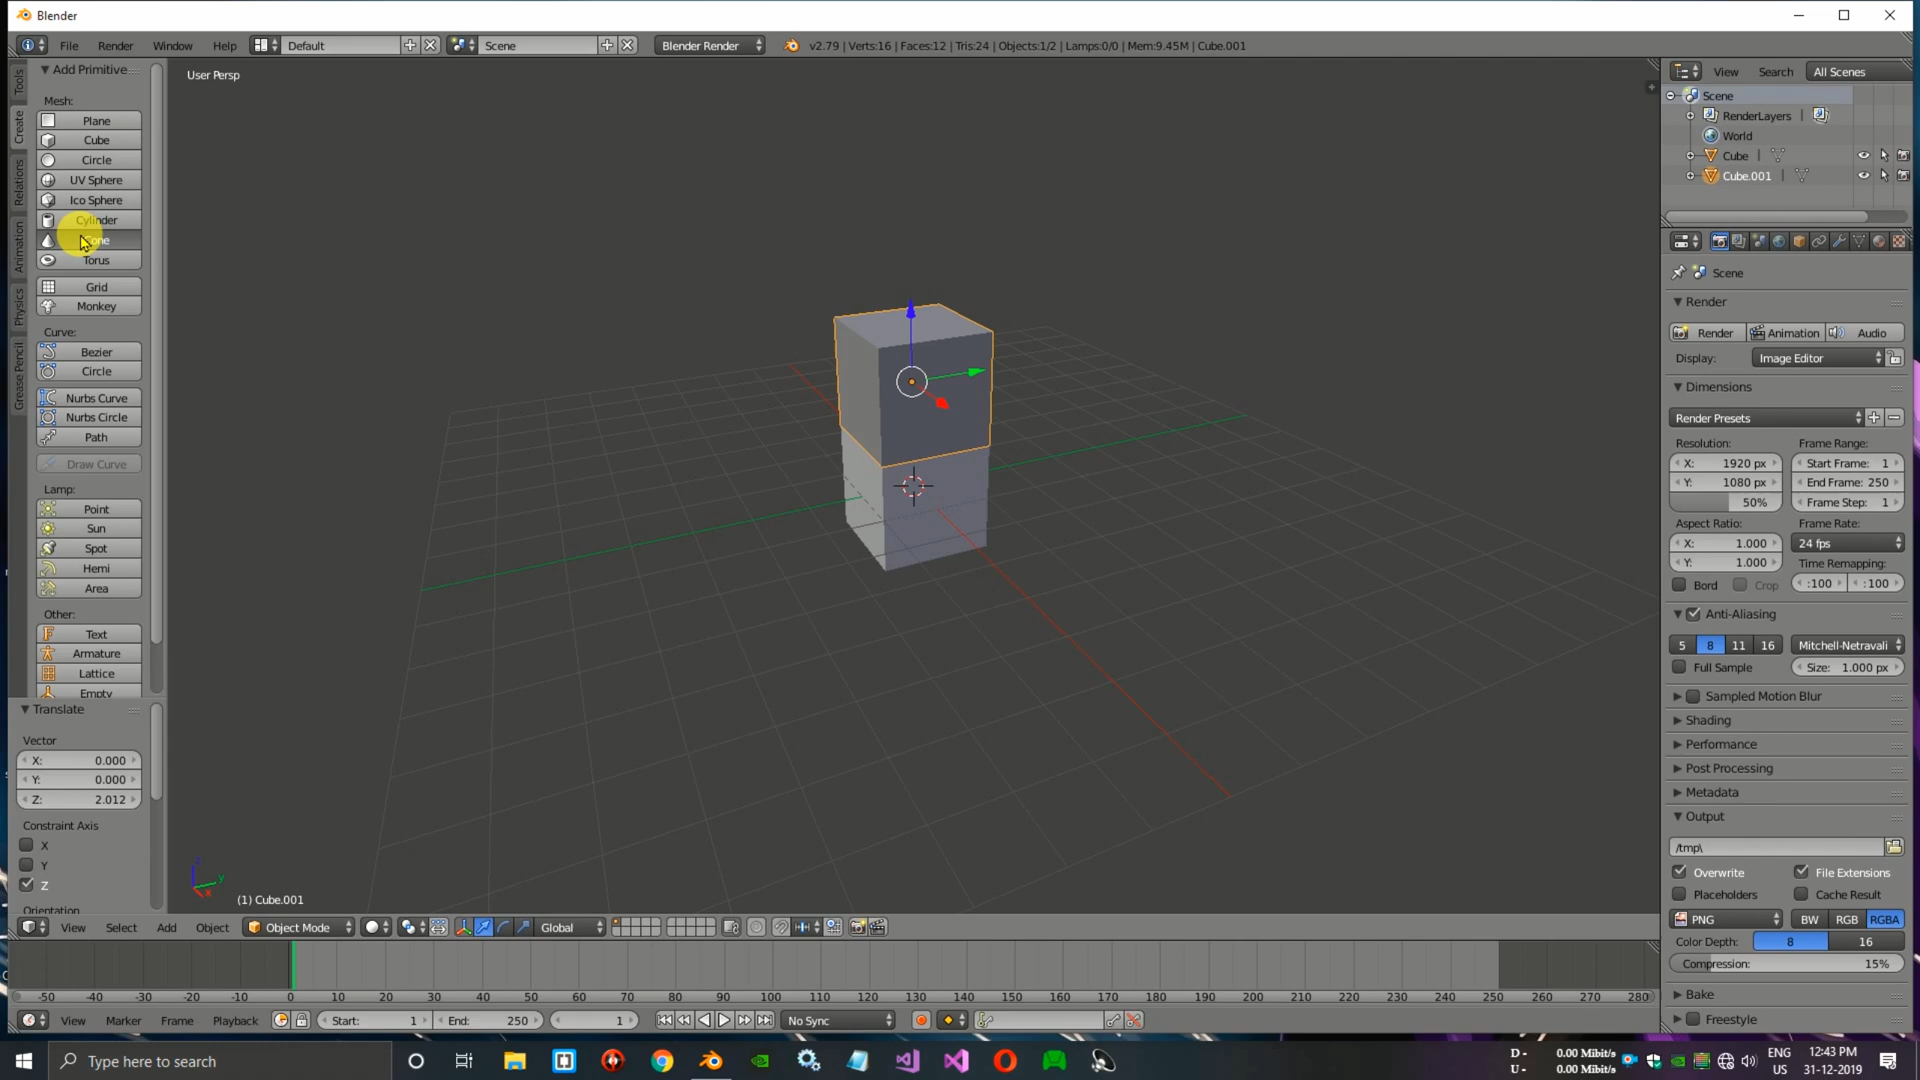 Blender
File Render Window Help Default Scene Blender Render v2.79 | Verts:16 | Faces:12 | Tris:24 | Objects:1/2 | Lamps:0/0 | Mem:9.45M | Cube.001
Tools
Create
Relations
Animation
Physics
Grease Pencil
Add Primitive
Mesh:
Plane
Cube
Circle
UV Sphere
Ico Sphere
Cylinder
Cone
Torus
Grid
Monkey
Curve:
Bezier
Circle
Nurbs Curve
Nurbs Circle
Path
Draw Curve
Lamp:
Point
Sun
Spot
Hemi
Area
Other:
Text
Armature
Lattice
Empty
Translate
Vector
X: 0.000
Y: 0.000
Z: 2.012
Constraint Axis
X
Y
Z
Orientation
User Persp
z
y
x
(1) Cube.001
View Select Add Object Object Mode Global
-50 -40 -30 -20 -10 0 10 20 30 40 50 60 70 80 90 100 110 120 130 140 150 160 170 180 190 200 210 220 230 240 250 260 270 280
View Marker Frame Playback Start: 1 End: 250 1 No Sync
View Search All Scenes
Scene
RenderLayers |
World
Cube |
Cube.001 |
Scene
Render
Render Animation Audio
Display: Image Editor
Dimensions
Render Presets
Resolution: Frame Range:
X: 1920 px Start Frame: 1
Y: 1080 px End Frame: 250
50% Frame Step: 1
Aspect Ratio: Frame Rate:
X: 1.000 24 fps
Y: 1.000 Time Remapping:
Bord Crop :100 :100
Anti-Aliasing
5 8 11 16 Mitchell-Netravali
Full Sample Size: 1.000 px
Sampled Motion Blur
Shading
Performance
Post Processing
Metadata
Output
/tmp\
Overwrite File Extensions
Placeholders Cache Result
PNG BW RGB RGBA
Color Depth: 8 16
Compression: 15%
Bake
Freestyle
Type here to search
D - 0.00 Mibit/s
U - 0.00 Mibit/s
ENG
US
12:43 PM
31-12-2019